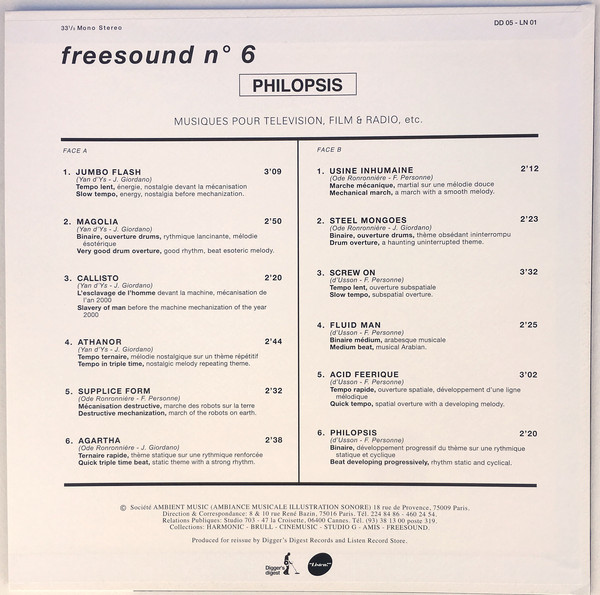 33⅓ Mono Stereo
DD 05 - LN 01
freesound n° 6
PHILOPSIS
MUSIQUES POUR TELEVISION, FILM & RADIO, etc.
FACE A
1. JUMBO FLASH 3'09
(Yan d'Ys - J. Giordano)
Tempo lent, énergie, nostalgie devant la mécanisation
Slow tempo, energy, nostalgia before mechanization.
2. MAGOLIA 2'50
(Yan d'Ys - J. Giordano)
Binaire, ouverture drums, rythmique lancinante, mélodie
ésotérique
Very good drum overture, good rhythm, beat esoteric melody.
3. CALLISTO 2'20
(Yan d'Ys - J. Giordano)
L'esclavage de l'homme devant la machine, mécanisation de
l'an 2000
Slavery of man before the machine mechanization of the year
2000
4. ATHANOR 2'44
(Yan d'Ys - J. Giordano)
Tempo ternaire, mélodie nostalgique sur un thème répétitif
Tempo in triple time, nostalgic melody repeating theme.
5. SUPPLICE FORM 2'32
(Ode Ronronnière - F. Personne)
Mécanisation destructive, marche des robots sur la terre
Destructive mechanization, march of the robots on earth.
6. AGARTHA 2'38
(Ode Ronronnière - J. Giordano)
Ternaire rapide, thème statique sur une rythmique renforcée
Quick triple time beat, static theme with a strong rhythm.
FACE B
1. USINE INHUMAINE 2'12
(Ode Ronronnière - F. Personne)
Marche mécanique, martial sur une mélodie douce
Mechanical march, a march with a smooth melody.
2. STEEL MONGOES 2'23
(Ode Ronronnière - J. Giordano)
Binaire, ouverture drums, thème obsédant ininterrompu
Drum overture, a haunting uninterrupted theme.
3. SCREW ON 3'32
(d'Usson - F. Personne)
Tempo lent, ouverture subspatiale
Slow tempo, subspatial overture.
4. FLUID MAN 2'25
(d'Usson - F. Personne)
Binaire médium, arabesque musicale
Medium beat, musical Arabian.
5. ACID FEERIQUE 3'02
(d'Usson - F. Personne)
Tempo rapide, ouverture spatiale, développement d'une ligne
mélodique
Quick tempo, spatial overture with a developing melody.
6. PHILOPSIS 2'20
(d'Usson - F. Personne)
Binaire, développement progressif du thème sur une rythmique
statique et cyclique
Beat developing progressively, rhythm static and cyclical.
© Société AMBIENT MUSIC (AMBIANCE MUSICALE ILLUSTRATION SONORE) 18 rue de Provence, 75009 Paris.
Direction & Correspondance: 8 & 10 rue René Bazin, 75016 Paris. Tél. 224 84 86 - 460 24 54.
Relations Publiques: Studio 703 - 47 la Croisette, 06400 Cannes. Tél. (93) 38 13 00 poste 319.
Collections: HARMONIC - BRULL - CINEMUSIC - STUDIO G - AMIS - FREESOUND.
Produced for reissue by Digger's Digest Records and Listen Record Store.
Digger's
digest